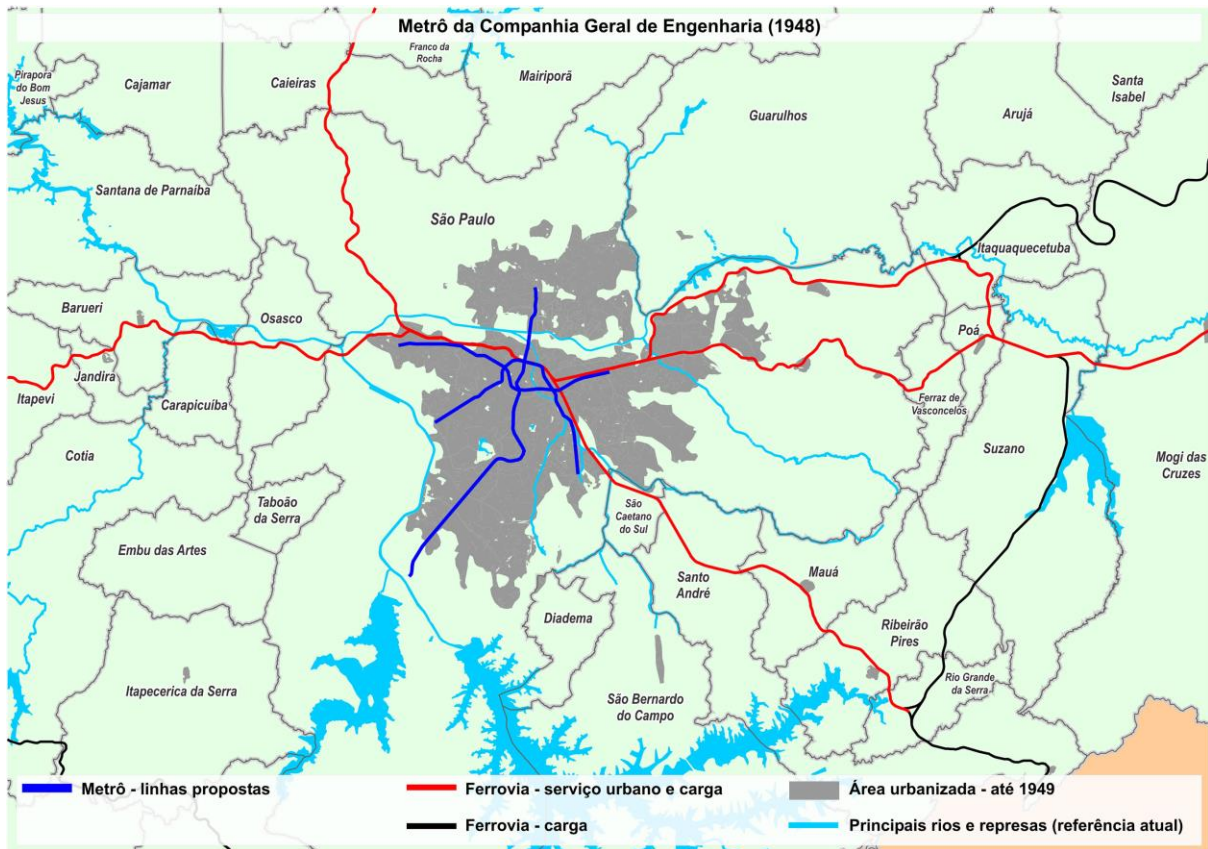 Metrô da Companhia Geral de Engenharia (1948)
Franco da
Rocha
Pirapora
do Bom
Jesus
Cajamar
Caieiras
Mairiporã
Santa
Isabel
Guarulhos
Arujá
Santana de Parnaíba
São Paulo
Itaquaquecetuba
Barueri
Osasco
Poá
Jandira
Itapevi
Carapicuíba
Ferraz de
Vasconcelos
Suzano
Cotia
Mogi das
Cruzes
Taboão
da Serra
São
Caetano
do Sul
Embu das Artes
Mauá
Santo
André
Diadema
Ribeirão
Pires
Itapecerica da Serra
Rio Grande
da Serra
São Bernardo
do Campo
Metrô - linhas propostas
Ferrovia - serviço urbano e carga
Área urbanizada - até 1949
Ferrovia - carga
Principais rios e represas (referência atual)